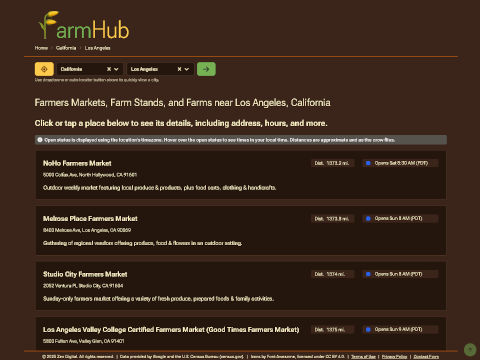 FarmHub
Home › California › Los Angeles
California
Los Angeles
Use dropdowns or auto-locator button above to quickly view a city.
Farmers Markets, Farm Stands, and Farms near Los Angeles, California
Click or tap a place below to see its details, including address, hours, and more.
Open status is displayed using the location's timezone. Hover over the open status to see times in your local time. Distances are approximate and as the crow flies.
NoHo Farmers Market
Dist. 1373.2 mi.
Opens Sat 8:30 AM (PDT)
5000 Colfax Ave, North Hollywood, CA 91601
Outdoor weekly market featuring local produce & products, plus food carts, clothing & handicrafts.
Melrose Place Farmers Market
Dist. 1373.8 mi.
Opens Sun 8 AM (PDT)
8400 Melrose Ave, Los Angeles, CA 90069
Gathering of regional vendors offering produce, food & flowers in an outdoor setting.
Studio City Farmers Market
Dist. 1374 mi.
Opens Sun 8 AM (PDT)
2052 Ventura Pl, Studio City, CA 91604
Sunday-only farmers market offering a variety of fresh produce, prepared foods & family activities.
Los Angeles Valley College Certified Farmers Market (Good Times Farmers Market)
Dist. 1375 mi.
Opens Sun 9 AM (PDT)
5800 Fulton Ave, Valley Glen, CA 91401
© 2025 Zen Digital. All rights reserved. | Data provided by Google and the U.S. Census Bureau (census.gov). | Icons by Font Awesome, licensed under CC BY 4.0. | Terms of Use | Privacy Policy | Contact Form